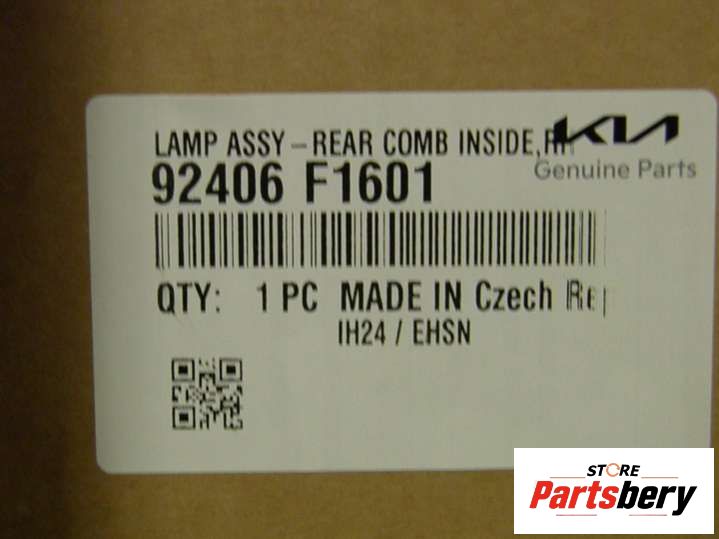 LAMP ASSY – REAR COMB INSIDE,
KIA
92406 F1601
Genuine Parts
QTY: 1 PC MADE IN Czech
IH24 / EHSN
STORE
Partsbery